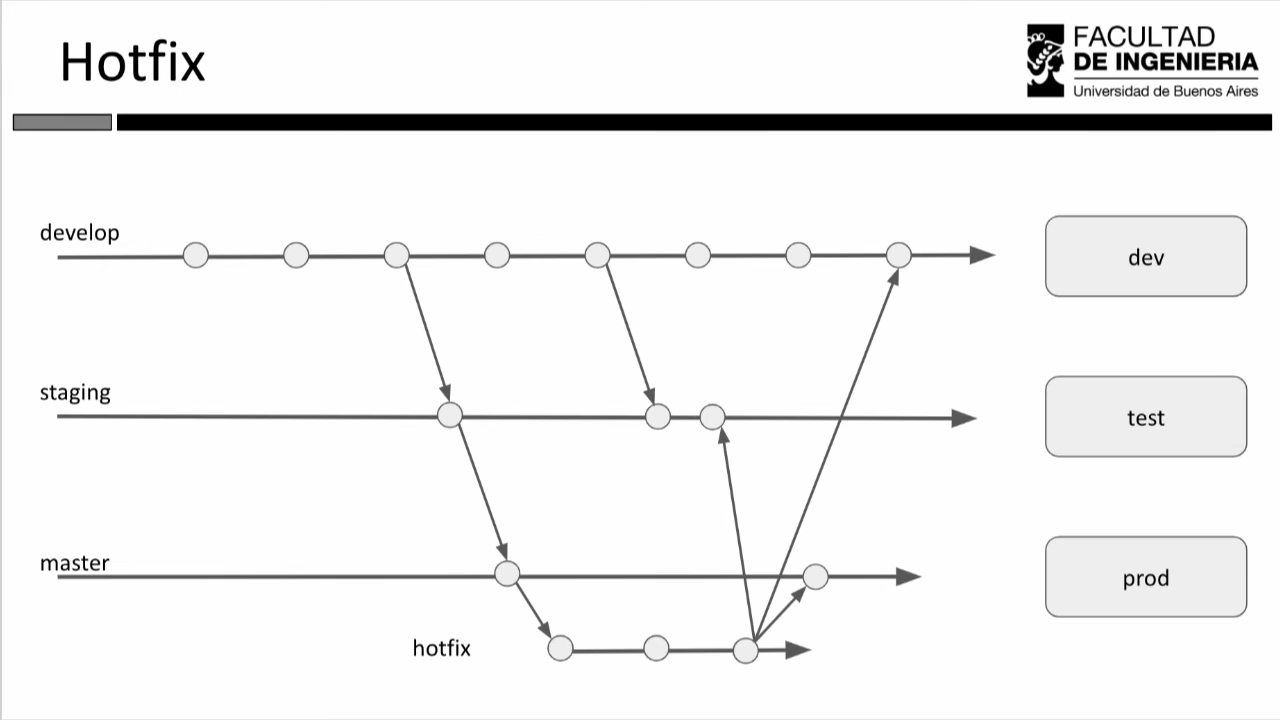 Hotfix
FACULTAD
DE INGENIERIA
Universidad de Buenos Aires
develop
dev
staging
test
master
prod
hotfix